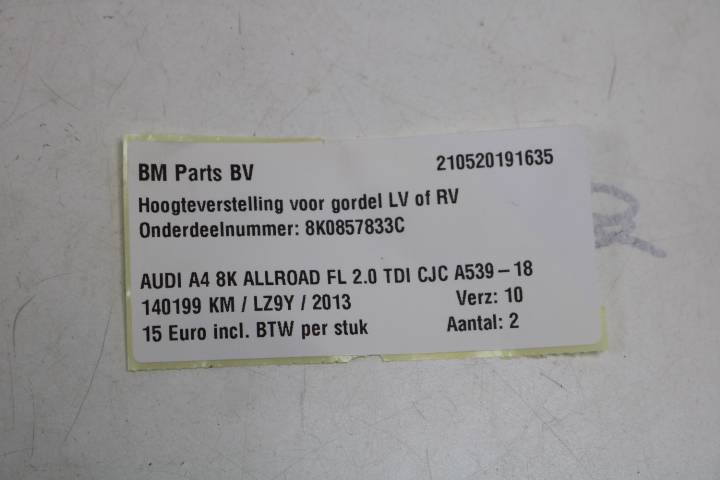 BM Parts BV 210520191635
Hoogteverstelling voor gordel LV of RV
Onderdeelnummer: 8K0857833C
AUDI A4 8K ALLROAD FL 2.0 TDI CJC A539-18
140199 KM / LZ9Y / 2013 Verz: 10
15 Euro incl. BTW per stuk Aantal: 2